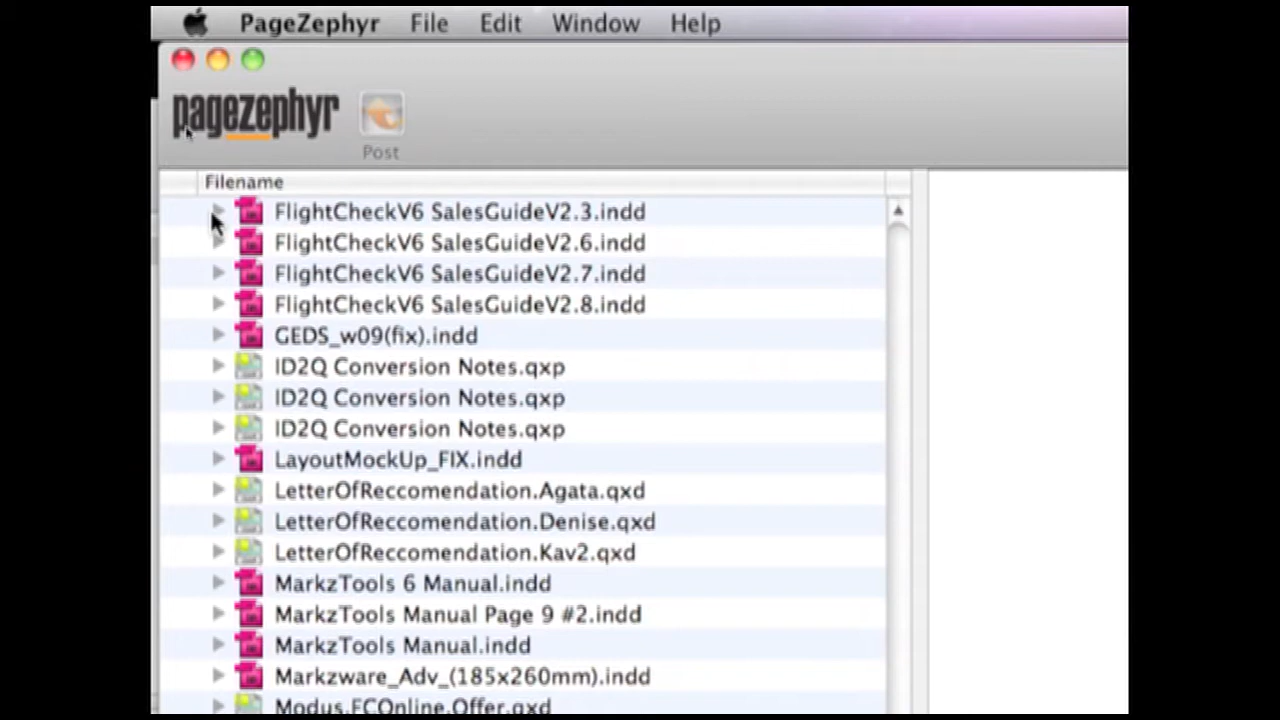 PageZephyr File Edit Window Help
pagezephyr
Post
Filename
FlightCheckV6 SalesGuideV2.3.indd
FlightCheckV6 SalesGuideV2.6.indd
FlightCheckV6 SalesGuideV2.7.indd
FlightCheckV6 SalesGuideV2.8.indd
GEDS_w09(fix).indd
ID2Q Conversion Notes.qxp
ID2Q Conversion Notes.qxp
ID2Q Conversion Notes.qxp
LayoutMockUp_FIX.indd
LetterOfReccomendation.Agata.qxd
LetterOfReccomendation.Denise.qxd
LetterOfReccomendation.Kav2.qxd
MarkzTools 6 Manual.indd
MarkzTools Manual Page 9 #2.indd
MarkzTools Manual.indd
Markzware_Adv_(185x260mm).indd
Modus.FCOnline.Offer.qxd